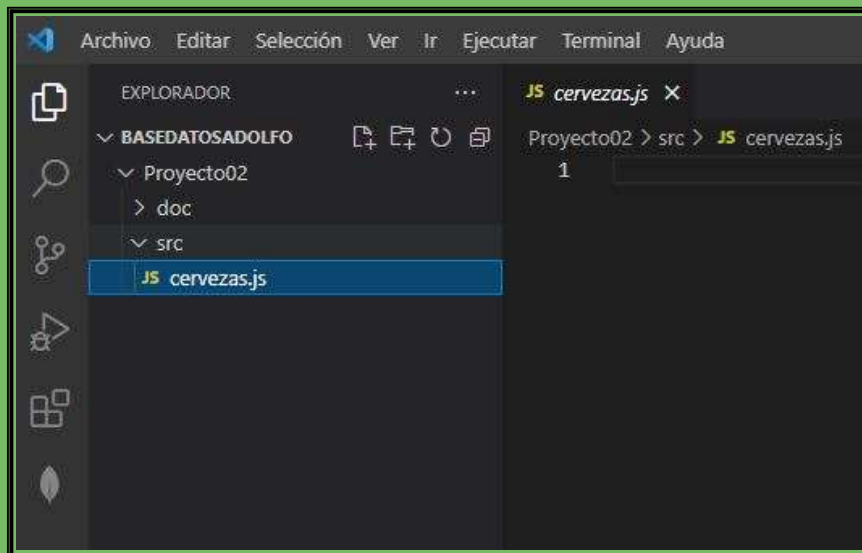 Archivo Editar Selección Ver Ir Ejecutar Terminal Ayuda
EXPLORADOR ...
BASEDATOSADOLFO
Proyecto02
doc
src
JS cervezas.js
JS cervezas.js
Proyecto02 > src > JS cervezas.js
1